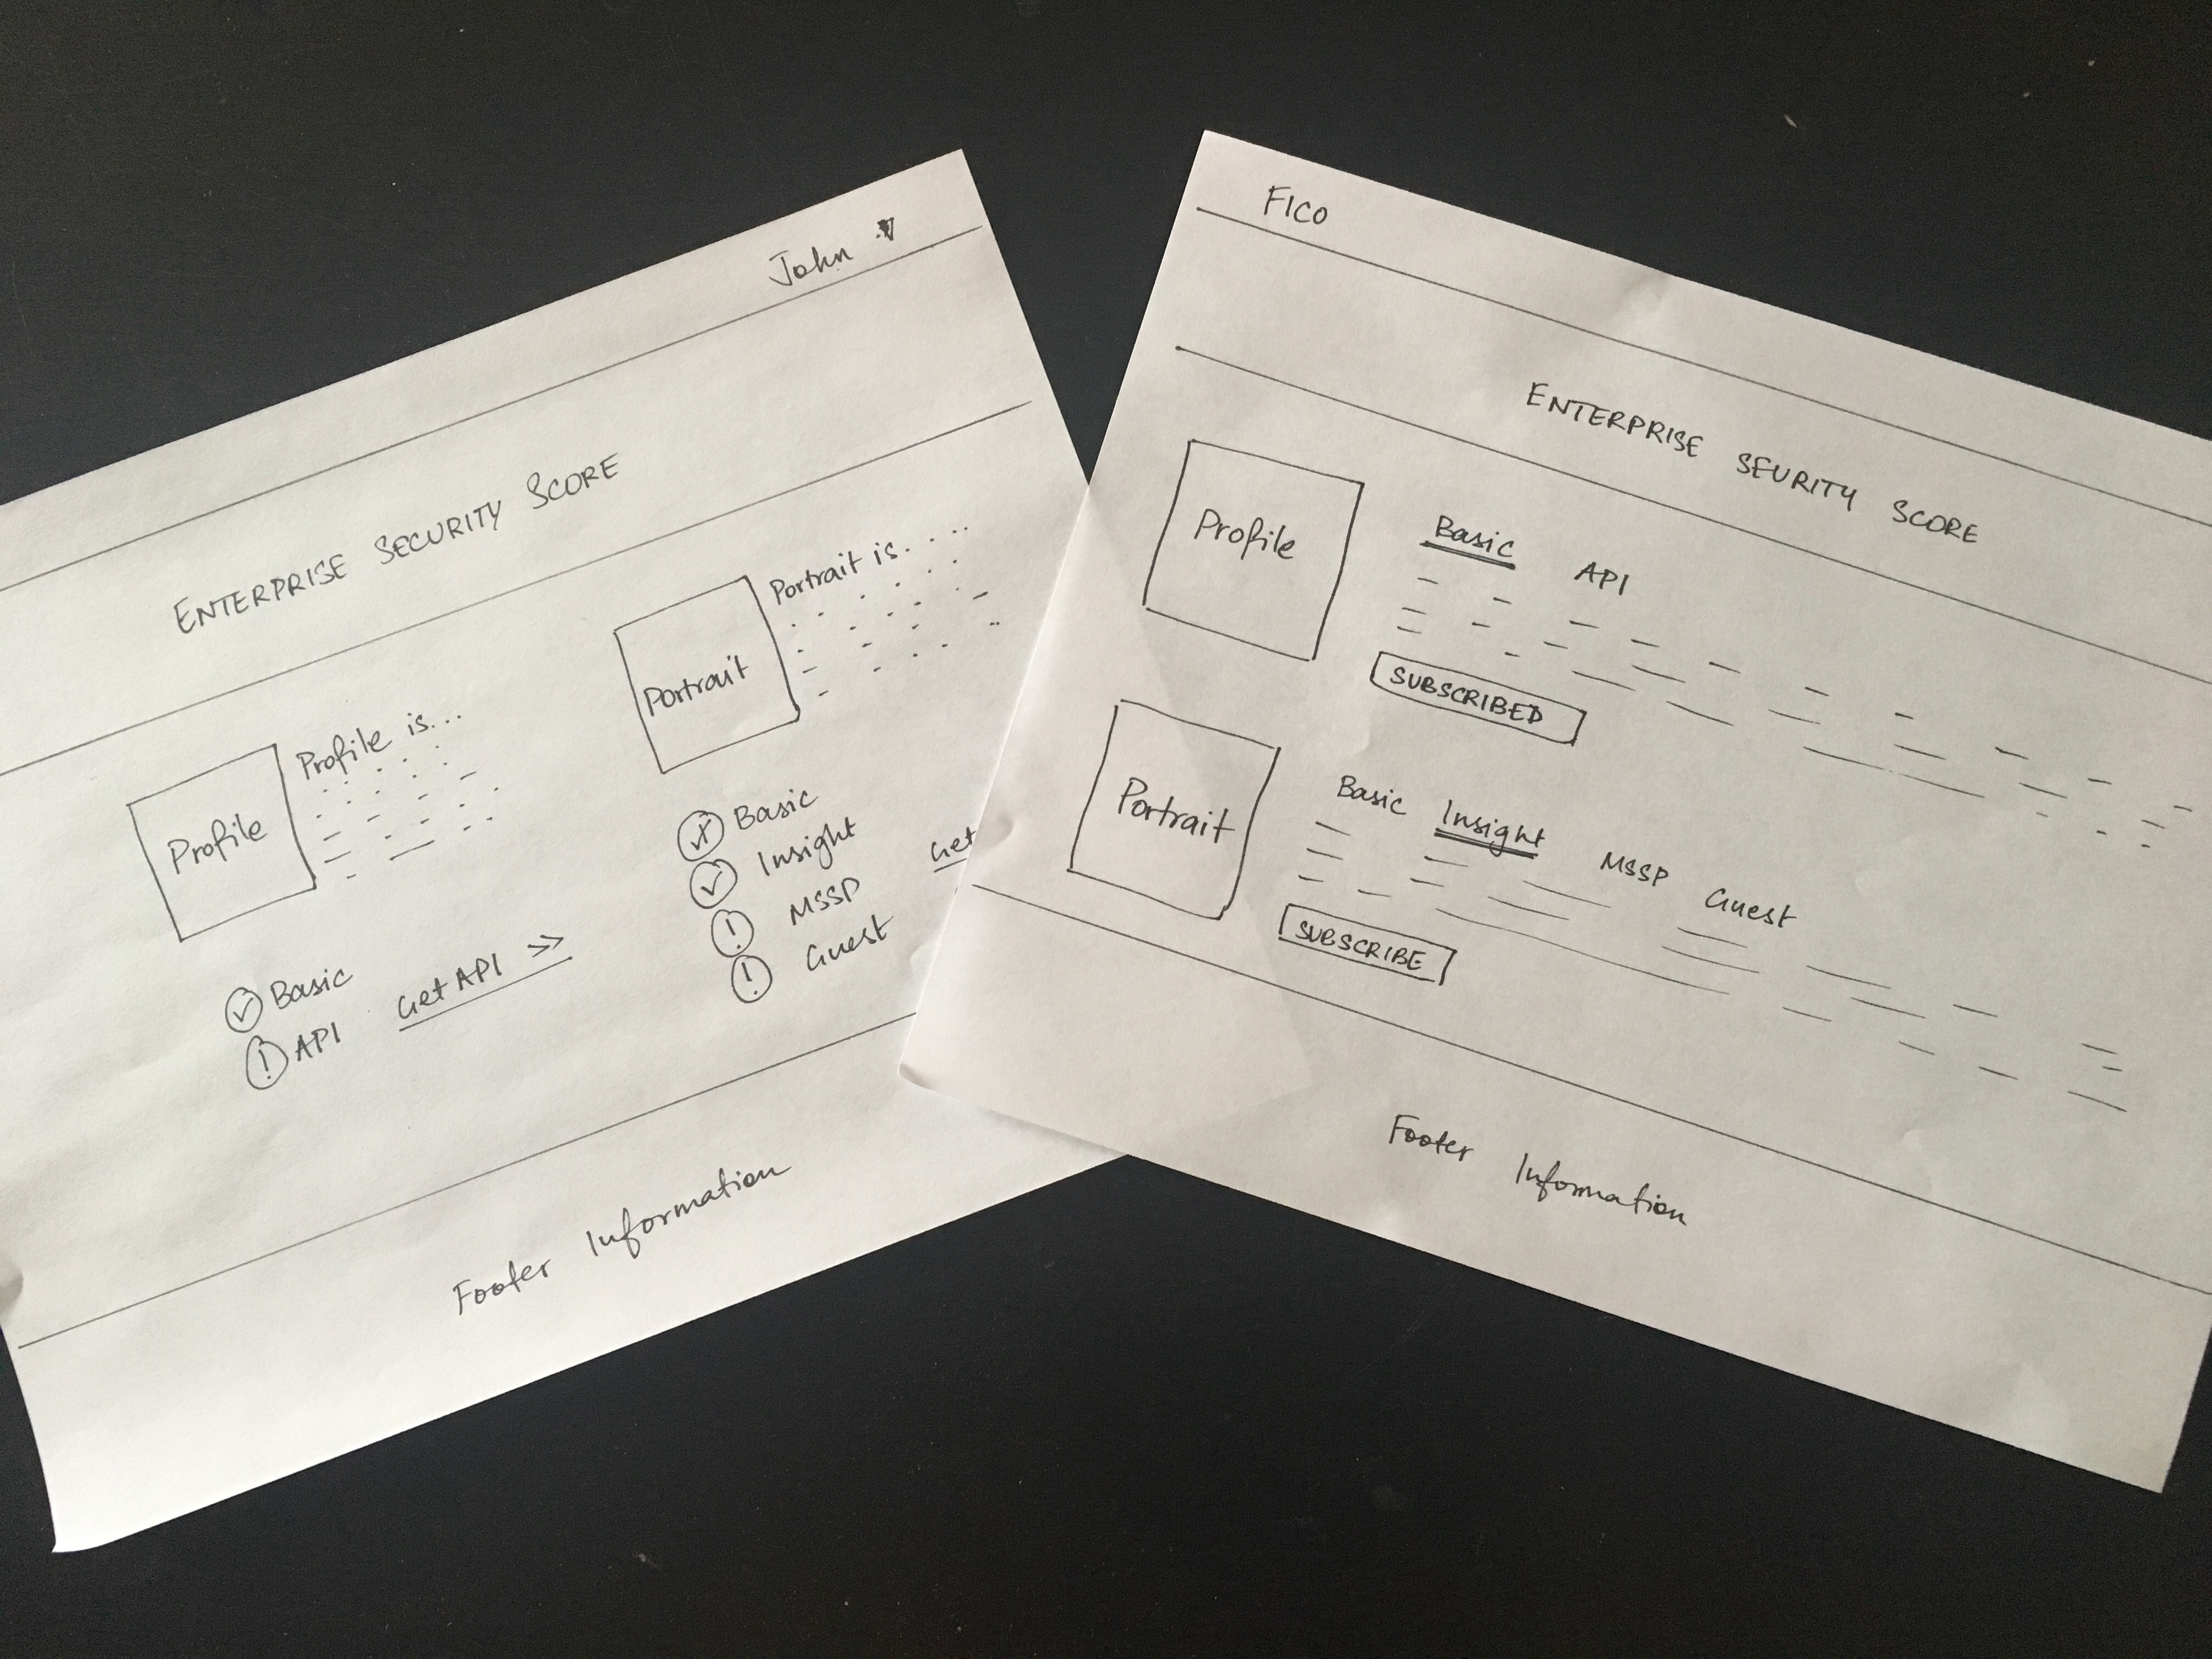 John
ENTERPRISE SECURITY SCORE
Profile
Profile is...
Portrait
Portrait is.....
Basic
API
Get API >>
Basic
Insight
MSSP
Guest
Get
Footer Information
FICO
ENTERPRISE SEURITY SCORE
Profile
Basic API
SUBSCRIBED
Portrait
Basic Insight MSSP Guest
SUBSCRIBE
Footer Information